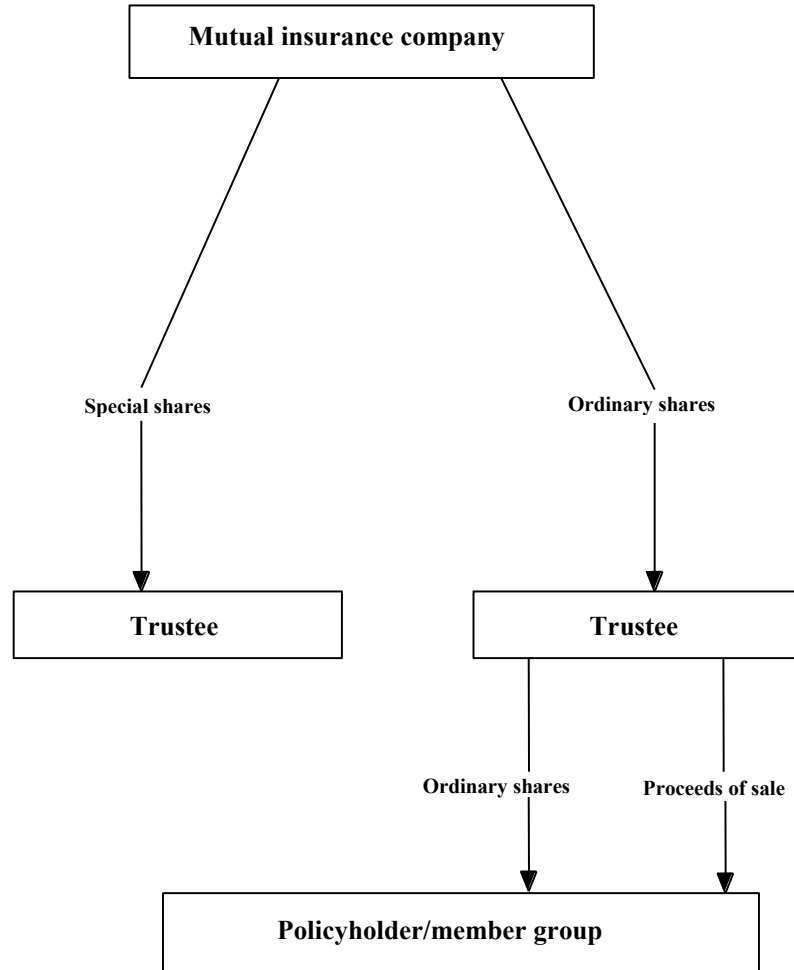 Mutual insurance company
Special shares
Ordinary shares
Trustee
Trustee
Ordinary shares
Proceeds of sale
Policyholder/member group